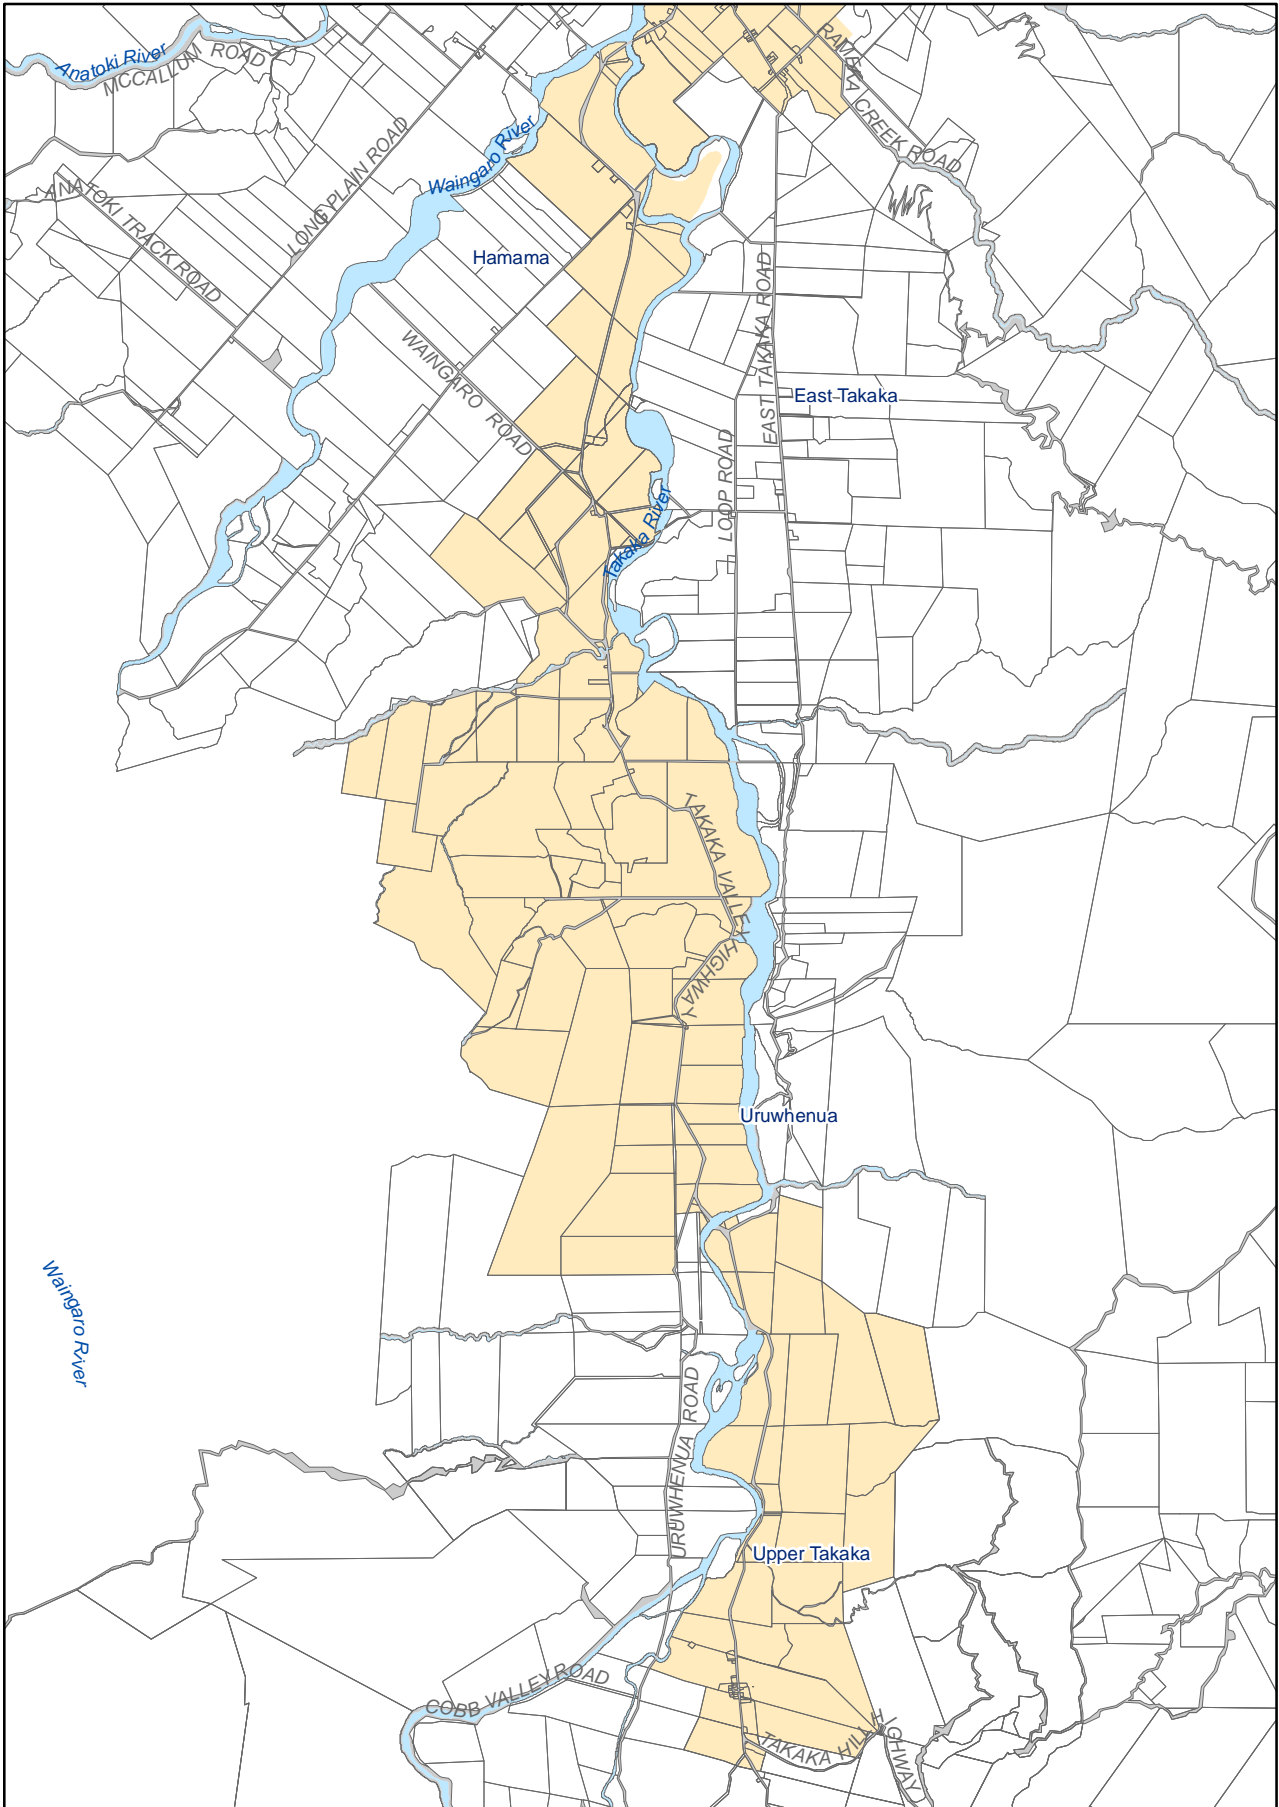 RAMEKA CREEK ROAD
Anatoki River
MCCALLUM ROAD
LONG PLAIN ROAD
Waingaro River
ANATOKI TRACK ROAD
Hamama
EAST TAKAKA ROAD
WAINGARO ROAD
East Takaka
LOOP ROAD
Takaka River
TAKAKA VALLEY HIGHWAY
Uruwhenua
Waingaro River
URUWHENUA ROAD
Upper Takaka
COBB VALLEY ROAD
TAKAKA HILL HIGHWAY